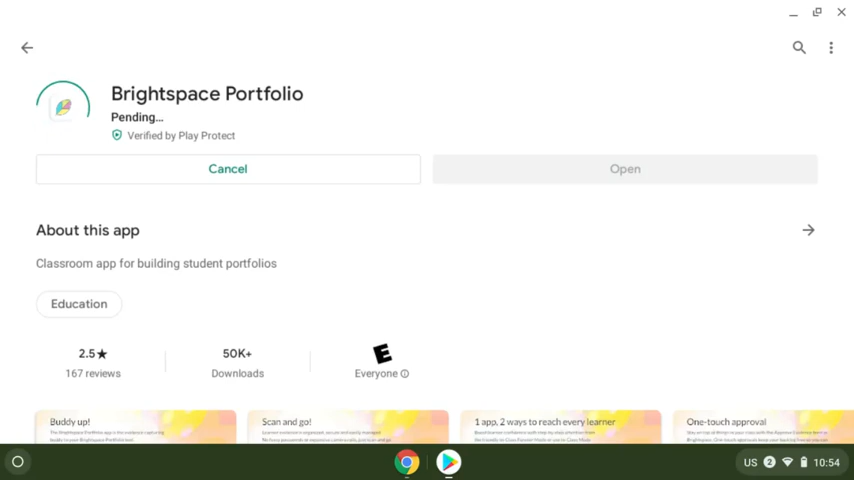 Brightspace Portfolio
Pending...
Verified by Play Protect
Cancel
Open
About this app
Classroom app for building student portfolios
Education
2.5★
167 reviews
50K+
Downloads
E
Everyone
Buddy up!
Scan and go!
1 app, 2 ways to reach every learner
One-touch approval
US 2 10:54